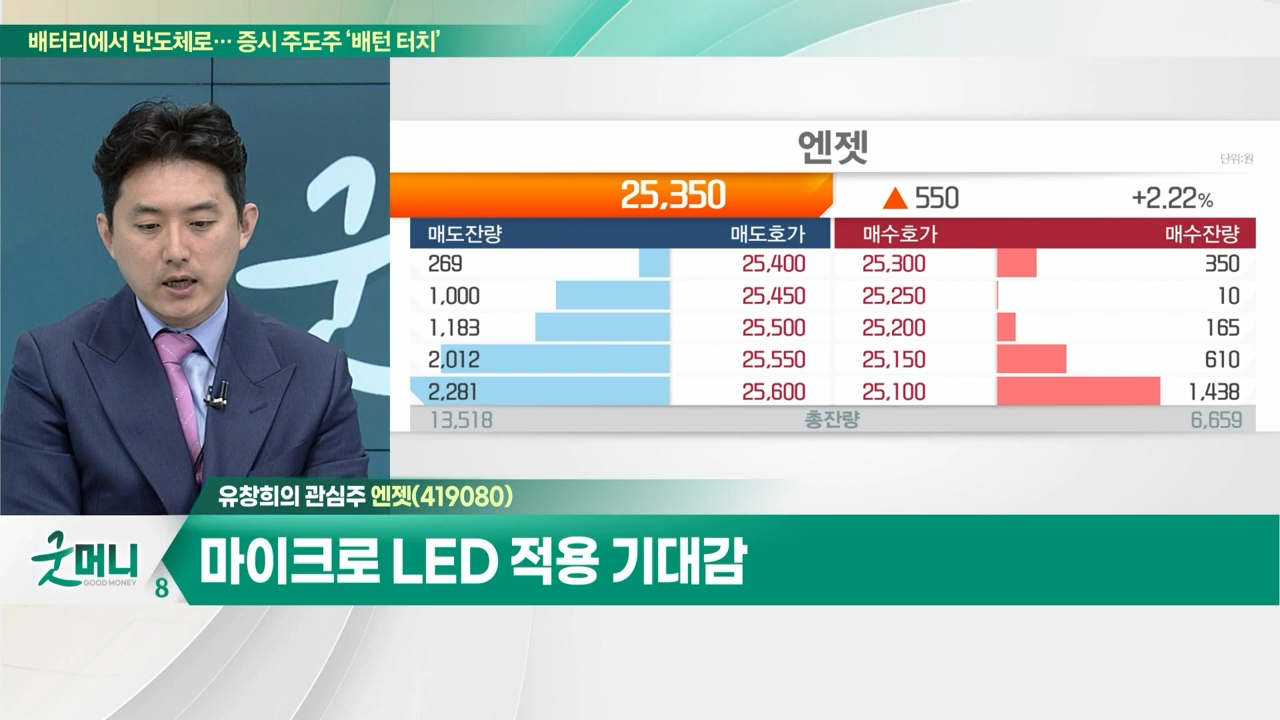 배터리에서 반도체로… 증시 주도주 ‘배턴 터치’
엔젯
단위:원
25,350 ▲ 550 +2.22%
매도잔량 매도호가 매수호가 매수잔량
269 25,400 25,300 350
1,000 25,450 25,250 10
1,183 25,500 25,200 165
2,012 25,550 25,150 610
2,281 25,600 25,100 1,438
13,518 총잔량 6,659
유창희의 관심주 엔젯(419080)
굿머니
GOOD MONEY
8
마이크로 LED 적용 기대감